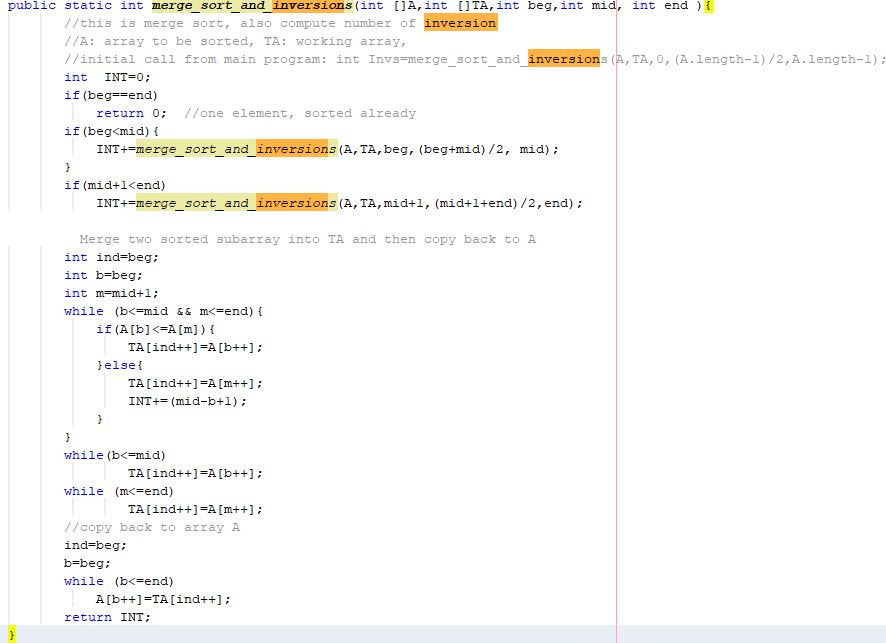 public static int merge_sort_and_inversions(int []A,int []TA,int beg,int mid, int end ){
//this is merge sort, also compute number of inversion
//A: array to be sorted, TA: working array,
//initial call from main program: int Invs=merge_sort_and_inversions(A,TA,0,(A.length-1)/2,A.length-1);
int  INT=0;
if(beg==end)
return 0;  //one element, sorted already
if(beg<mid){
INT+=merge_sort_and_inversions(A,TA,beg,(beg+mid)/2, mid);
}
if(mid+1<end)
INT+=merge_sort_and_inversions(A,TA,mid+1,(mid+1+end)/2,end);
Merge two sorted subarray into TA and then copy back to A
int ind=beg;
int b=beg;
int m=mid+1;
while (b<=mid && m<=end){
if(A[b]<=A[m]){
TA[ind++]=A[b++];
}else{
TA[ind++]=A[m++];
INT+=(mid-b+1);
}
}
while(b<=mid)
TA[ind++]=A[b++];
while (m<=end)
TA[ind++]=A[m++];
//copy back to array A
ind=beg;
b=beg;
while (b<=end)
A[b++]=TA[ind++];
return INT;
}